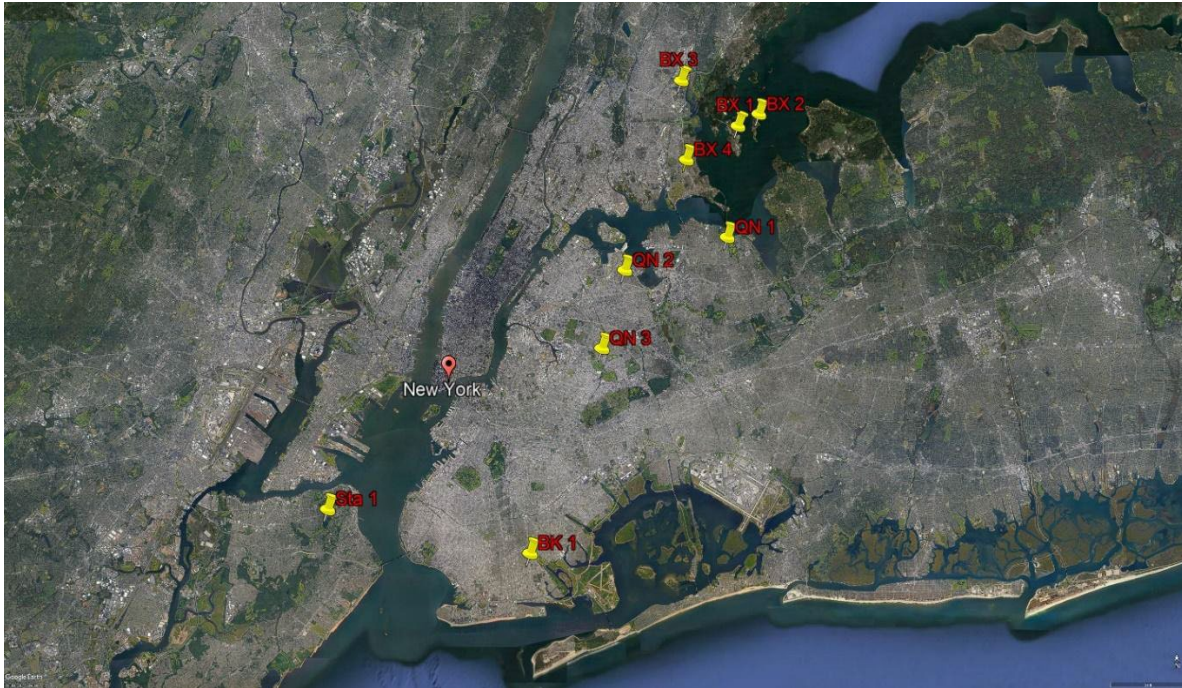 BX 3
BX 1
BX 2
BX 4
QN 1
QN 2
QN 3
New York
Sta 1
BK 1
Google Earth